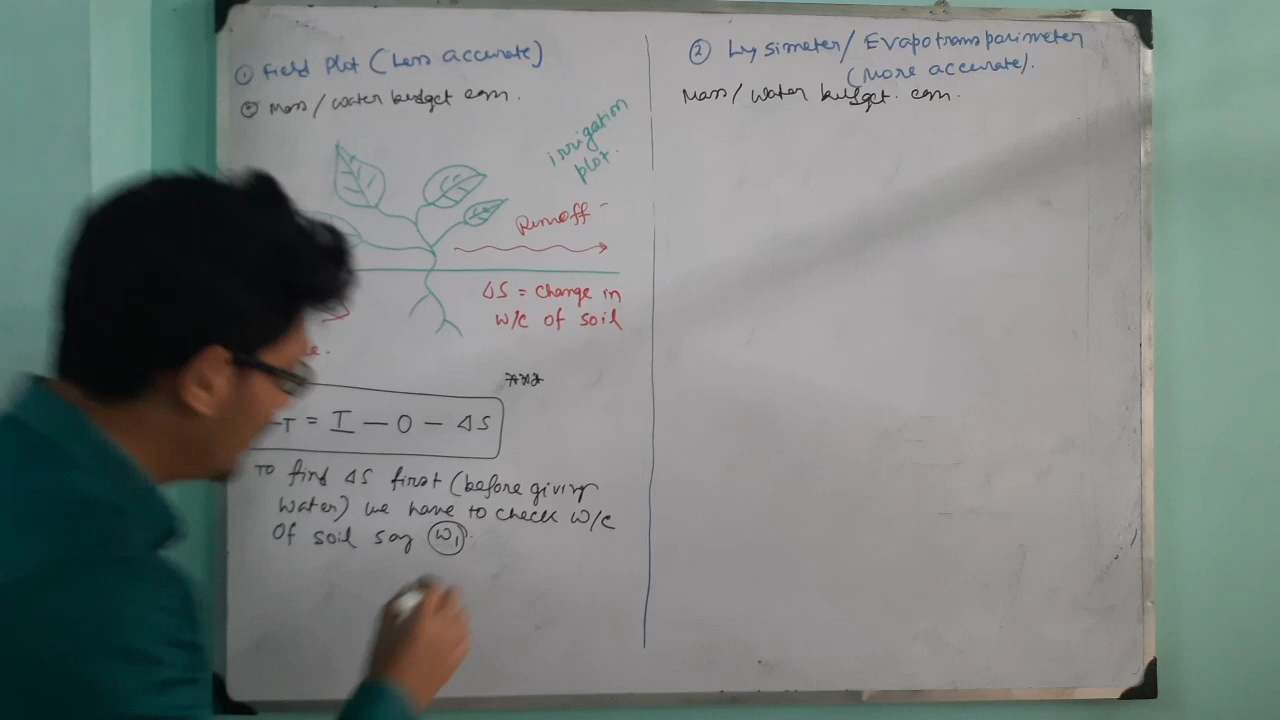 ① Field Plot (Less accurate)
② Mass/water budget eqn.
irrigation
plot.
Runoff
ΔS = change in
w/c of soil
T = I - O - ΔS
To find ΔS first (before giving
water) we have to check w/c
of soil say W₁
② Lysimeter/Evapotransparimeter
(More accurate).
Mass/water budget. eqn.